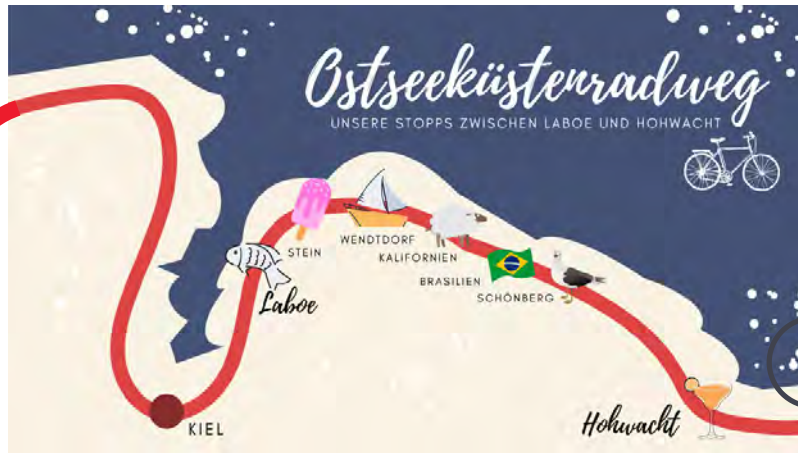 Ostseeküstenradweg
UNSERE STOPPS ZWISCHEN LABOE UND HOHWACHT
STEIN
WENDTDORF
KALIFORNIEN
BRASILIEN
SCHÖNBERG
Laboe
Hohwacht
KIEL